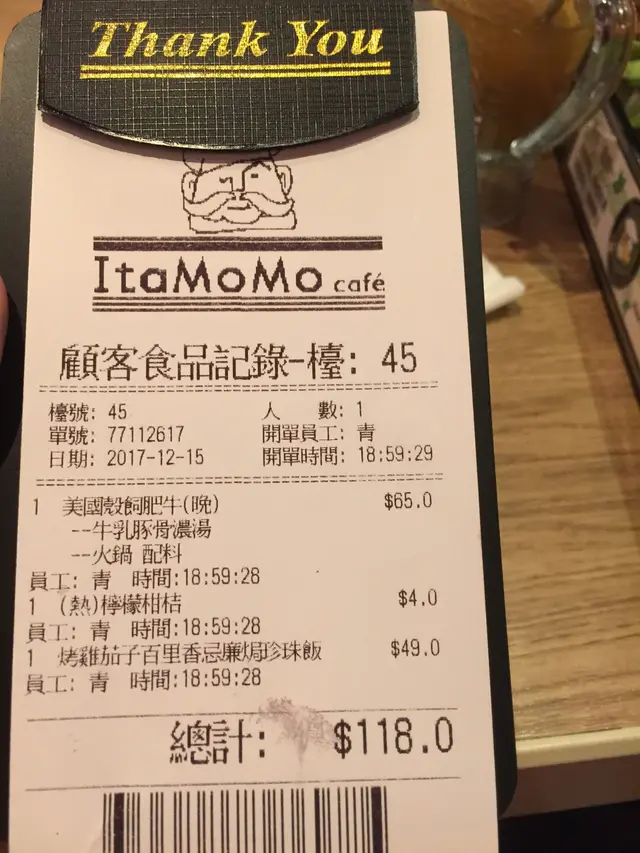 Thank You
ItaMoMo café
顧客食品記錄-檯: 45
檯號: 45 人 數: 1
單號: 77112617 開單員工: 青
日期: 2017-12-15 開單時間: 18:59:29
1 美國穀飼肥牛(晚) $65.0
--牛乳豚骨濃湯
--火鍋 配料
員工: 青 時間:18:59:28
1 (熱)檸檬柑桔 $4.0
員工: 青 時間:18:59:28
1 烤雞茄子百里香忌廉焗珍珠飯 $49.0
員工: 青 時間:18:59:28
總計: $118.0